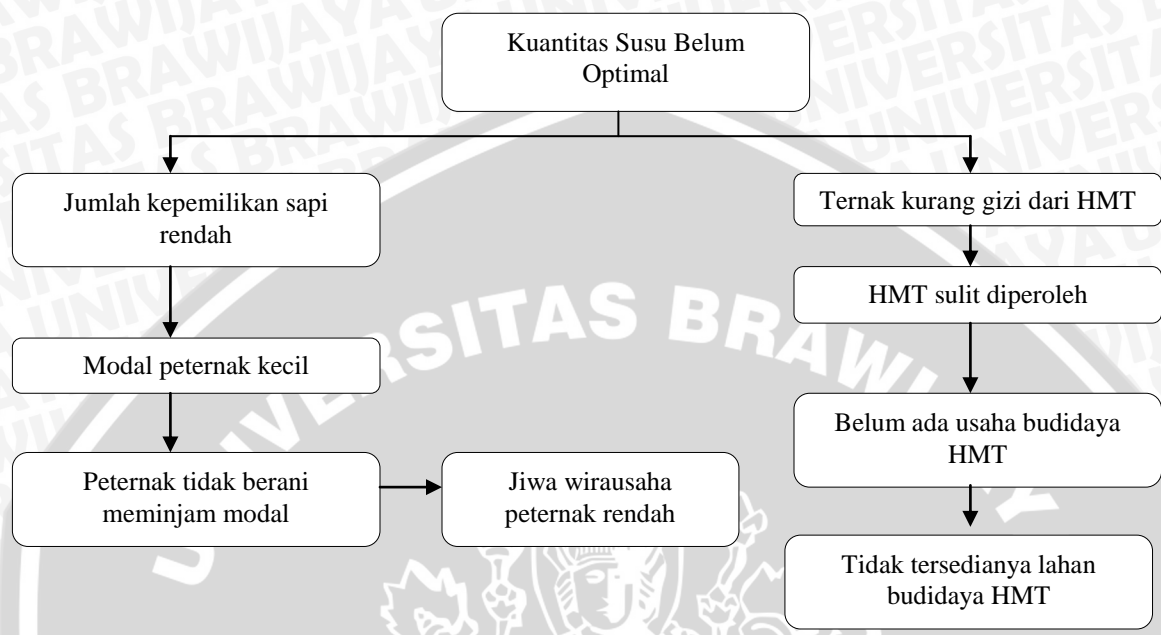 Kuantitas Susu Belum
Optimal
Jumlah kepemilikan sapi
rendah
Modal peternak kecil
Peternak tidak berani
meminjam modal
Jiwa wirausaha
peternak rendah
Ternak kurang gizi dari HMT
HMT sulit diperoleh
Belum ada usaha budidaya
HMT
Tidak tersedianya lahan
budidaya HMT
UNIVERSITAS BRAWIJAY